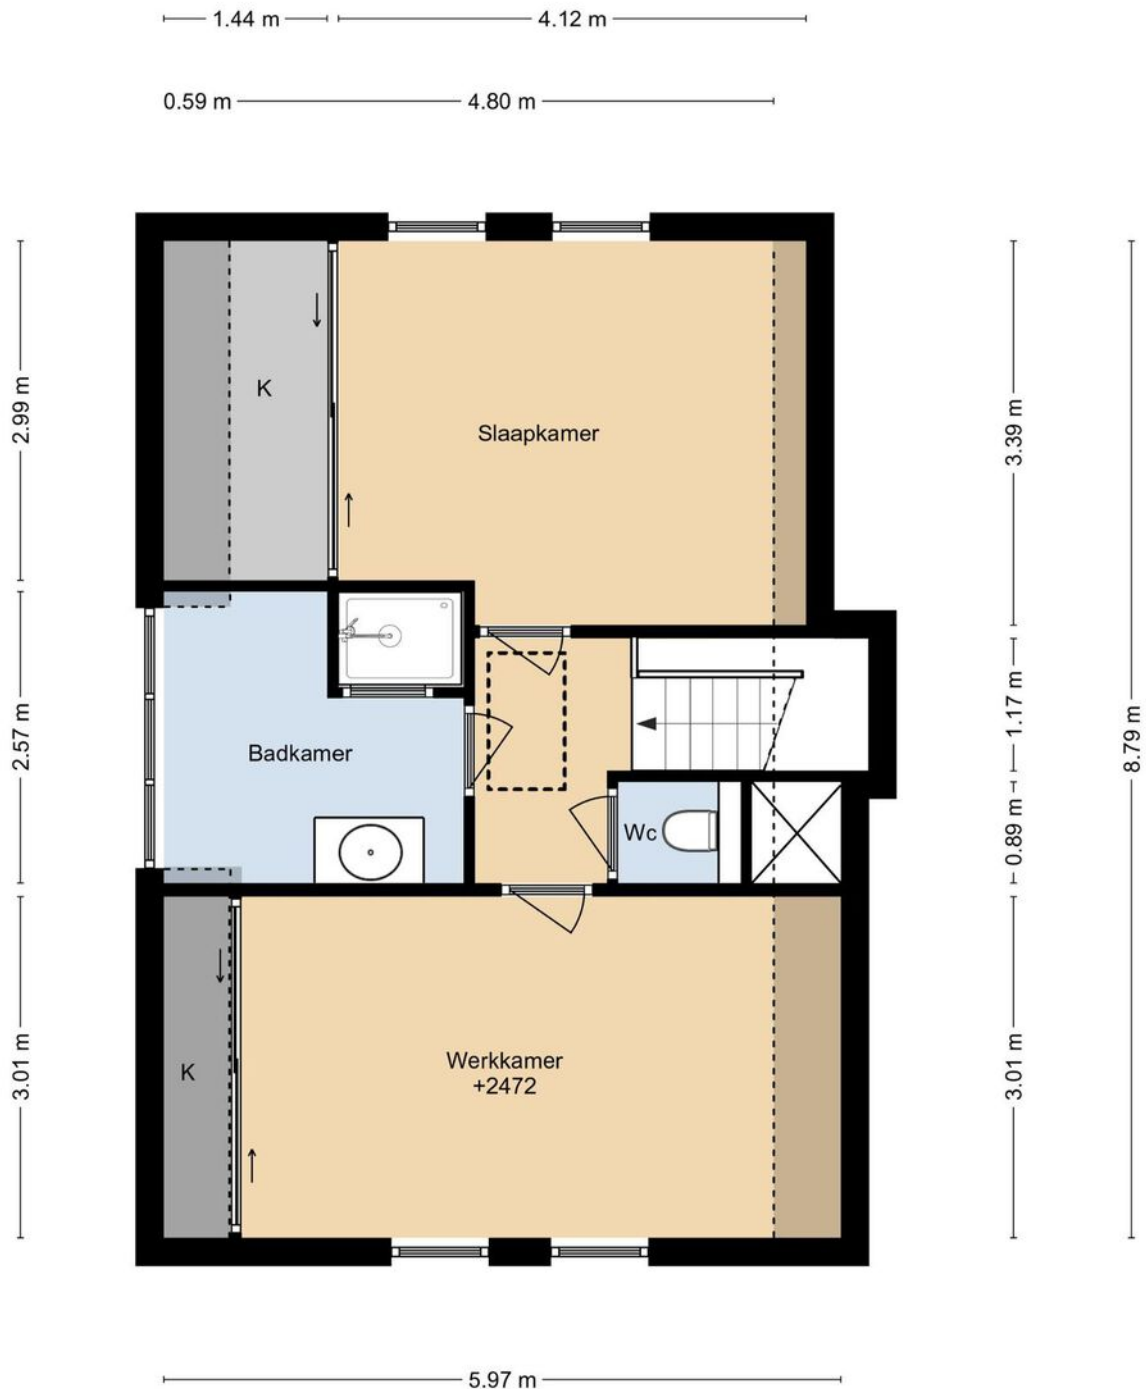 1.44 m
4.12 m
0.59 m
4.80 m
2.99 m
3.39 m
K
Slaapkamer
2.57 m
1.17 m
8.79 m
Badkamer
0.89 m
Wc
3.01 m
3.01 m
K
Werkkamer
+2472
5.97 m